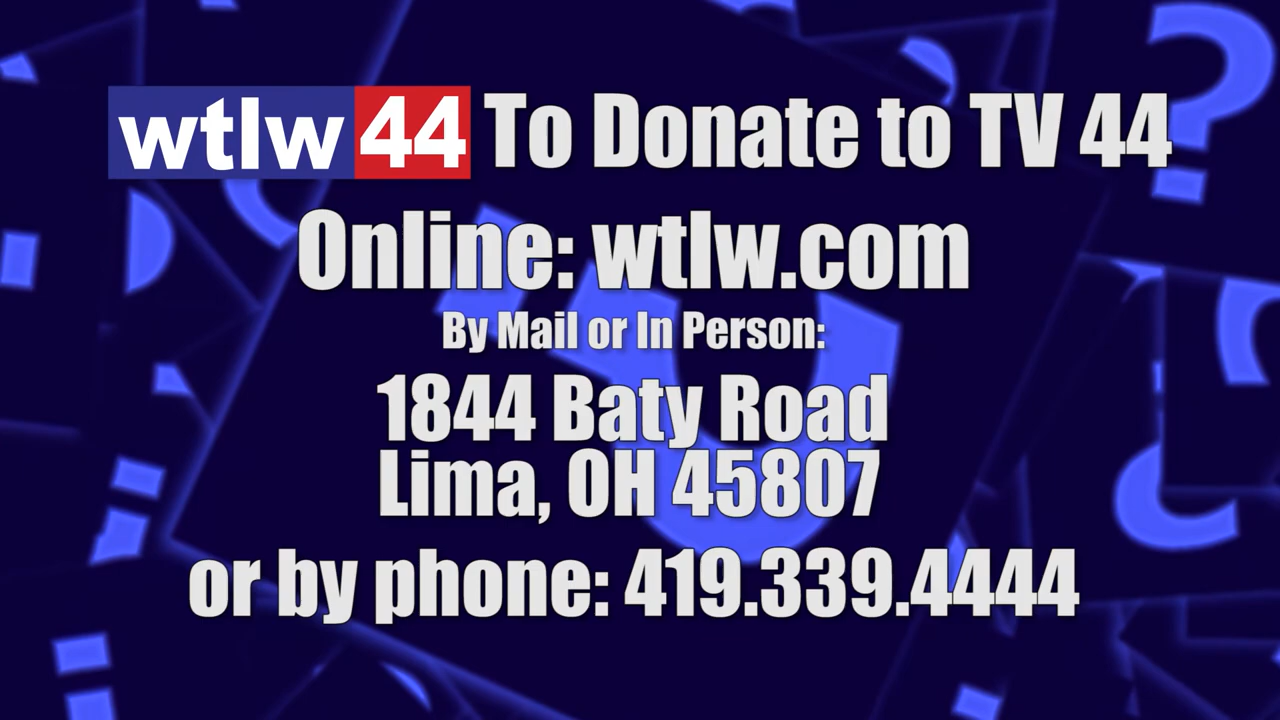 wtlw 44 To Donate to TV 44
Online: wtlw.com
By Mail or In Person:
1844 Baty Road
Lima, OH 45807
or by phone: 419.339.4444